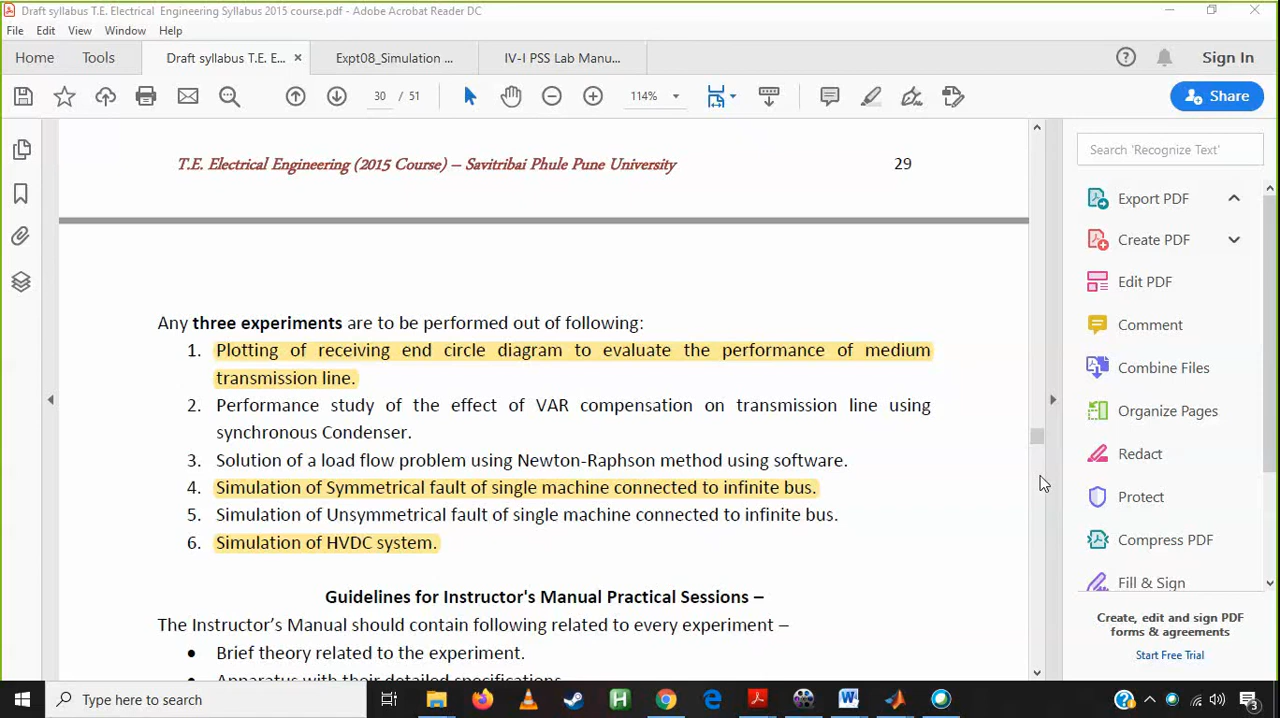 Draft syllabus T.E. Electrical Engineering Syllabus 2015 course.pdf - Adobe Acrobat Reader DC
File Edit View Window Help
Home Tools Draft syllabus T.E. E... Expt08_Simulation ... IV-I PSS Lab Manu... Sign In
30 / 51 114% Share
T.E. Electrical Engineering (2015 Course) – Savitribai Phule Pune University 29
Any three experiments are to be performed out of following:
1. Plotting of receiving end circle diagram to evaluate the performance of medium
transmission line.
2. Performance study of the effect of VAR compensation on transmission line using
synchronous Condenser.
3. Solution of a load flow problem using Newton-Raphson method using software.
4. Simulation of Symmetrical fault of single machine connected to infinite bus.
5. Simulation of Unsymmetrical fault of single machine connected to infinite bus.
6. Simulation of HVDC system.
Guidelines for Instructor's Manual Practical Sessions –
The Instructor's Manual should contain following related to every experiment –
• Brief theory related to the experiment.
• Apparatus with their detailed specifications.
Search 'Recognize Text'
Export PDF
Create PDF
Edit PDF
Comment
Combine Files
Organize Pages
Redact
Protect
Compress PDF
Fill & Sign
Create, edit and sign PDF
forms & agreements
Start Free Trial
Type here to search
3